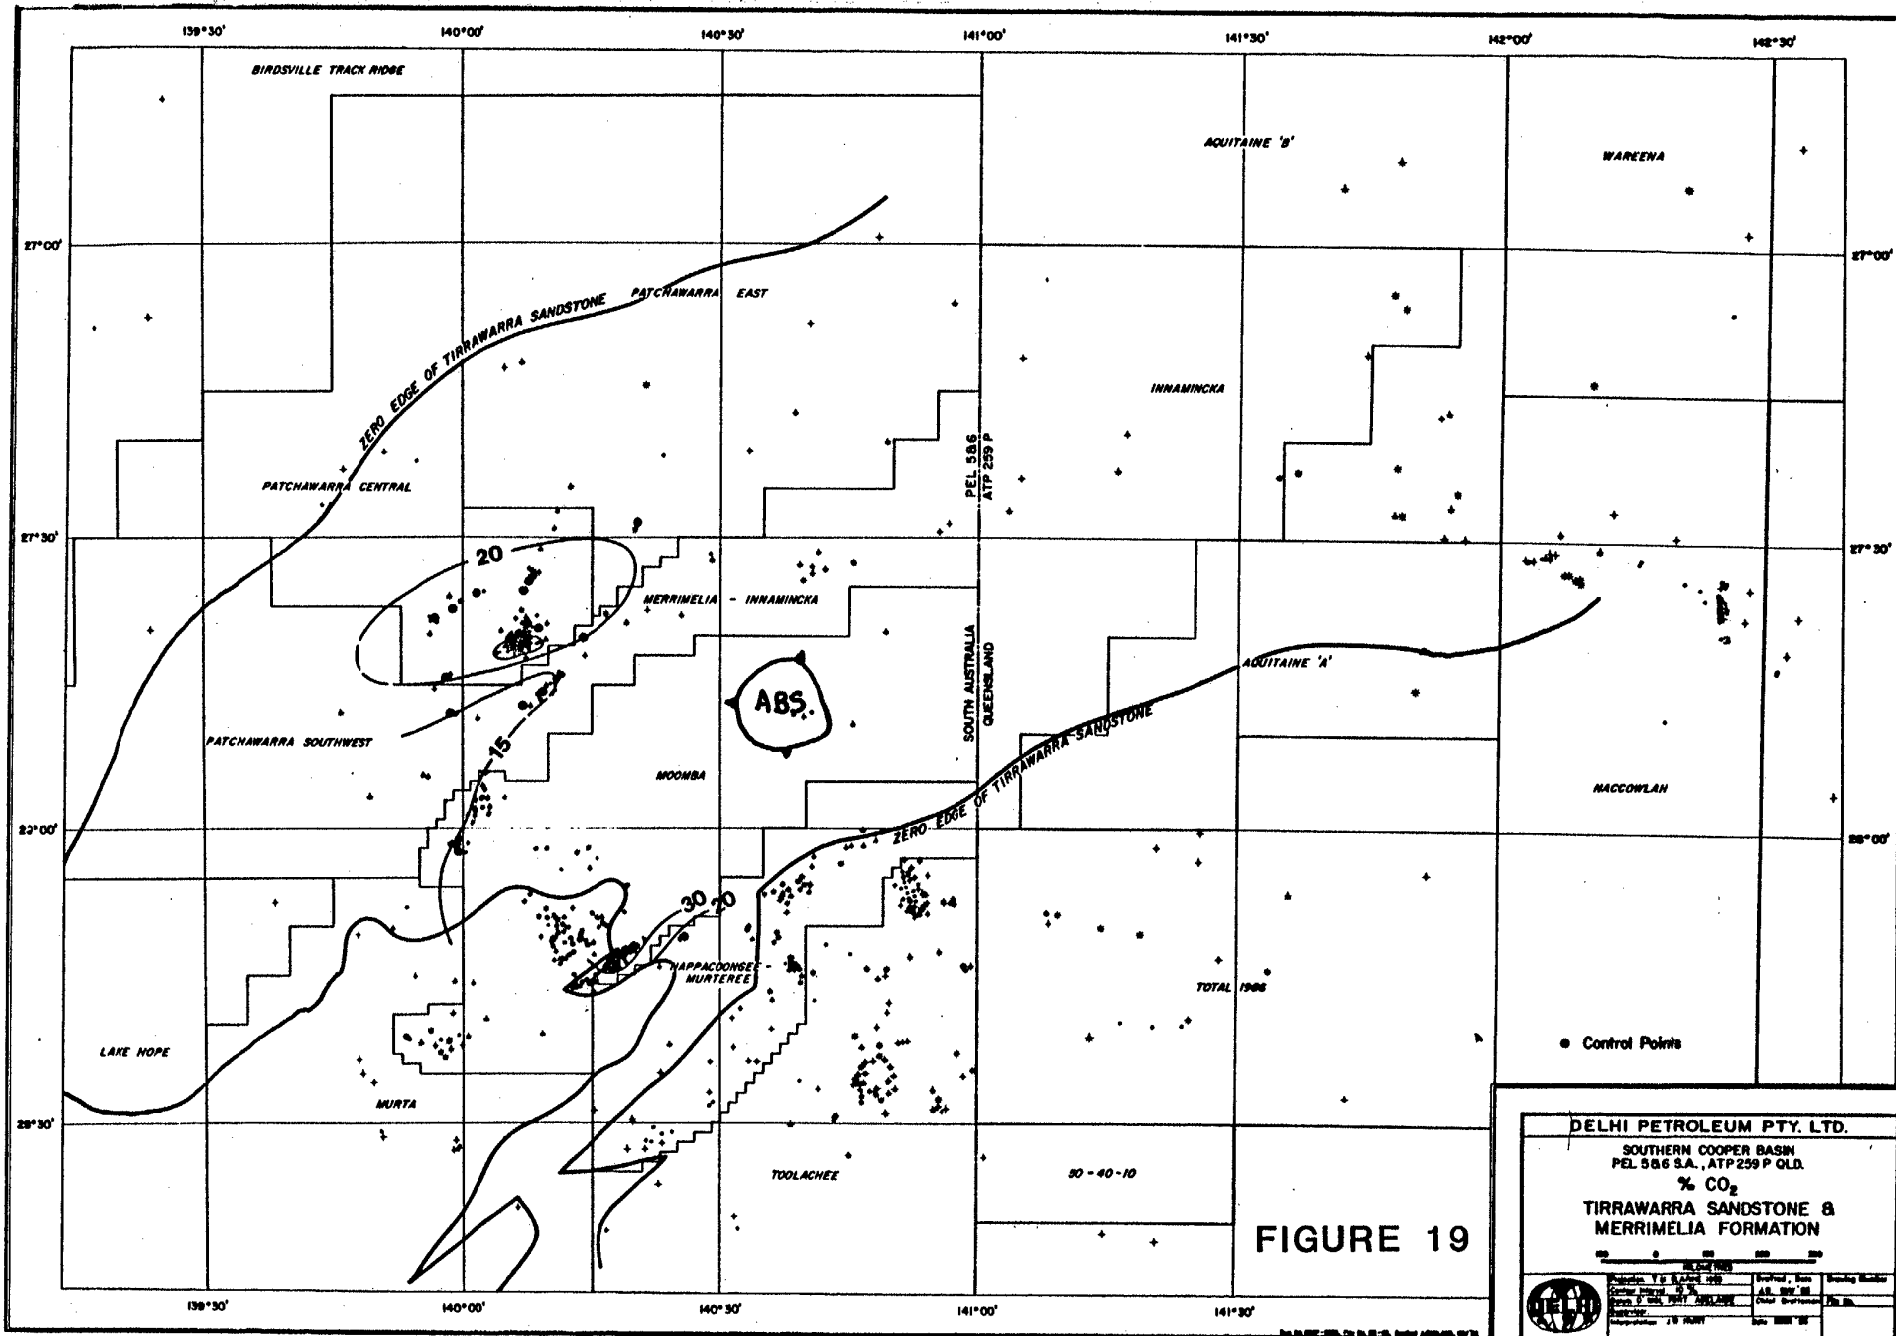 139°30'
140°00'
140°30'
141°00'
141°30'
142°00'
142°30'
BIRDSVILLE TRACK RIDGE
AQUITAINE 'B'
WAREENA
27°00'
27°00'
PATCHAWARRA EAST
ZERO EDGE OF TIRRAWARRA SANDSTONE
INNAMINCKA
PEL 5&6
ATP 259 P
PATCHAWARRA CENTRAL
27°30'
27°30'
20
MERRIMELIA - INNAMINCKA
SOUTH AUSTRALIA
QUEENSLAND
AQUITAINE 'A'
ABS
PATCHAWARRA SOUTHWEST
15
MOOMBA
ZERO EDGE OF TIRRAWARRA SANDSTONE
NACCOWLAH
28°00'
28°00'
30
20
NAPPACOONGEE -
MURTEREE
TOTAL 1986
LAKE HOPE
Control Points
MURTA
28°30'
TOOLACHEE
50-40-10
FIGURE 19
139°30'
140°00'
140°30'
141°00'
141°30'
DELHI PETROLEUM PTY. LTD.
SOUTHERN COOPER BASIN
PEL 5&6 S.A., ATP 259 P QLD.
% CO2
TIRRAWARRA SANDSTONE &
MERRIMELIA FORMATION
KILOMETRES
DELHI